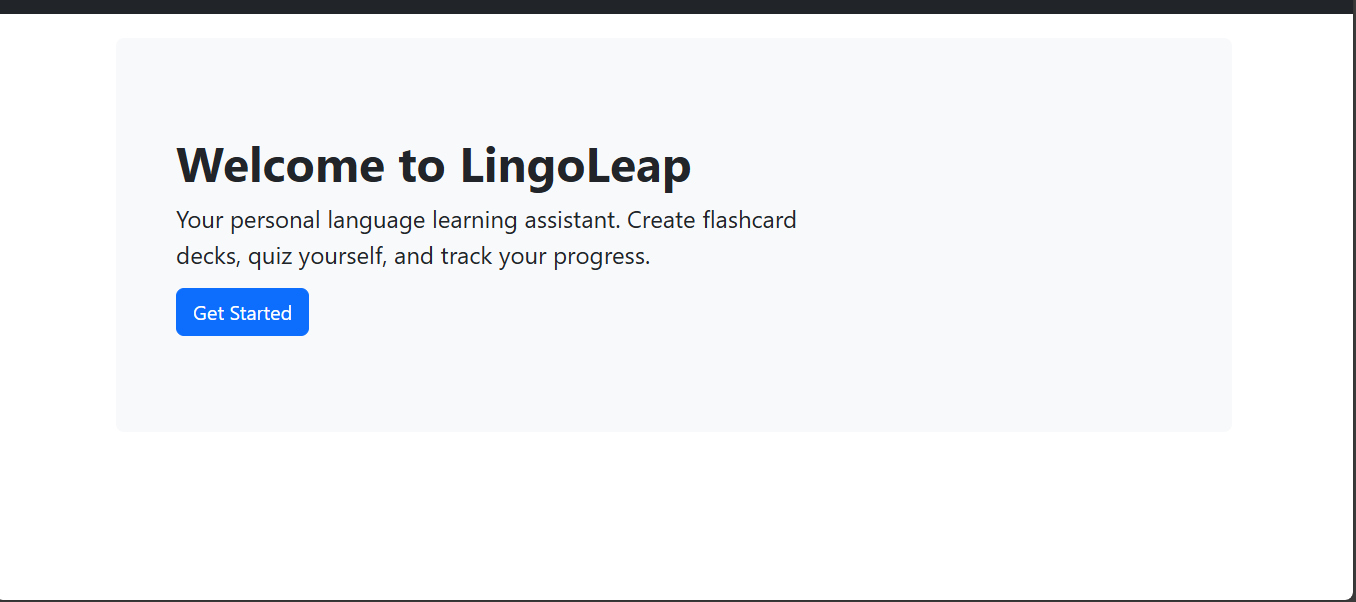 Welcome to LingoLeap
Your personal language learning assistant. Create flashcard
decks, quiz yourself, and track your progress.
Get Started